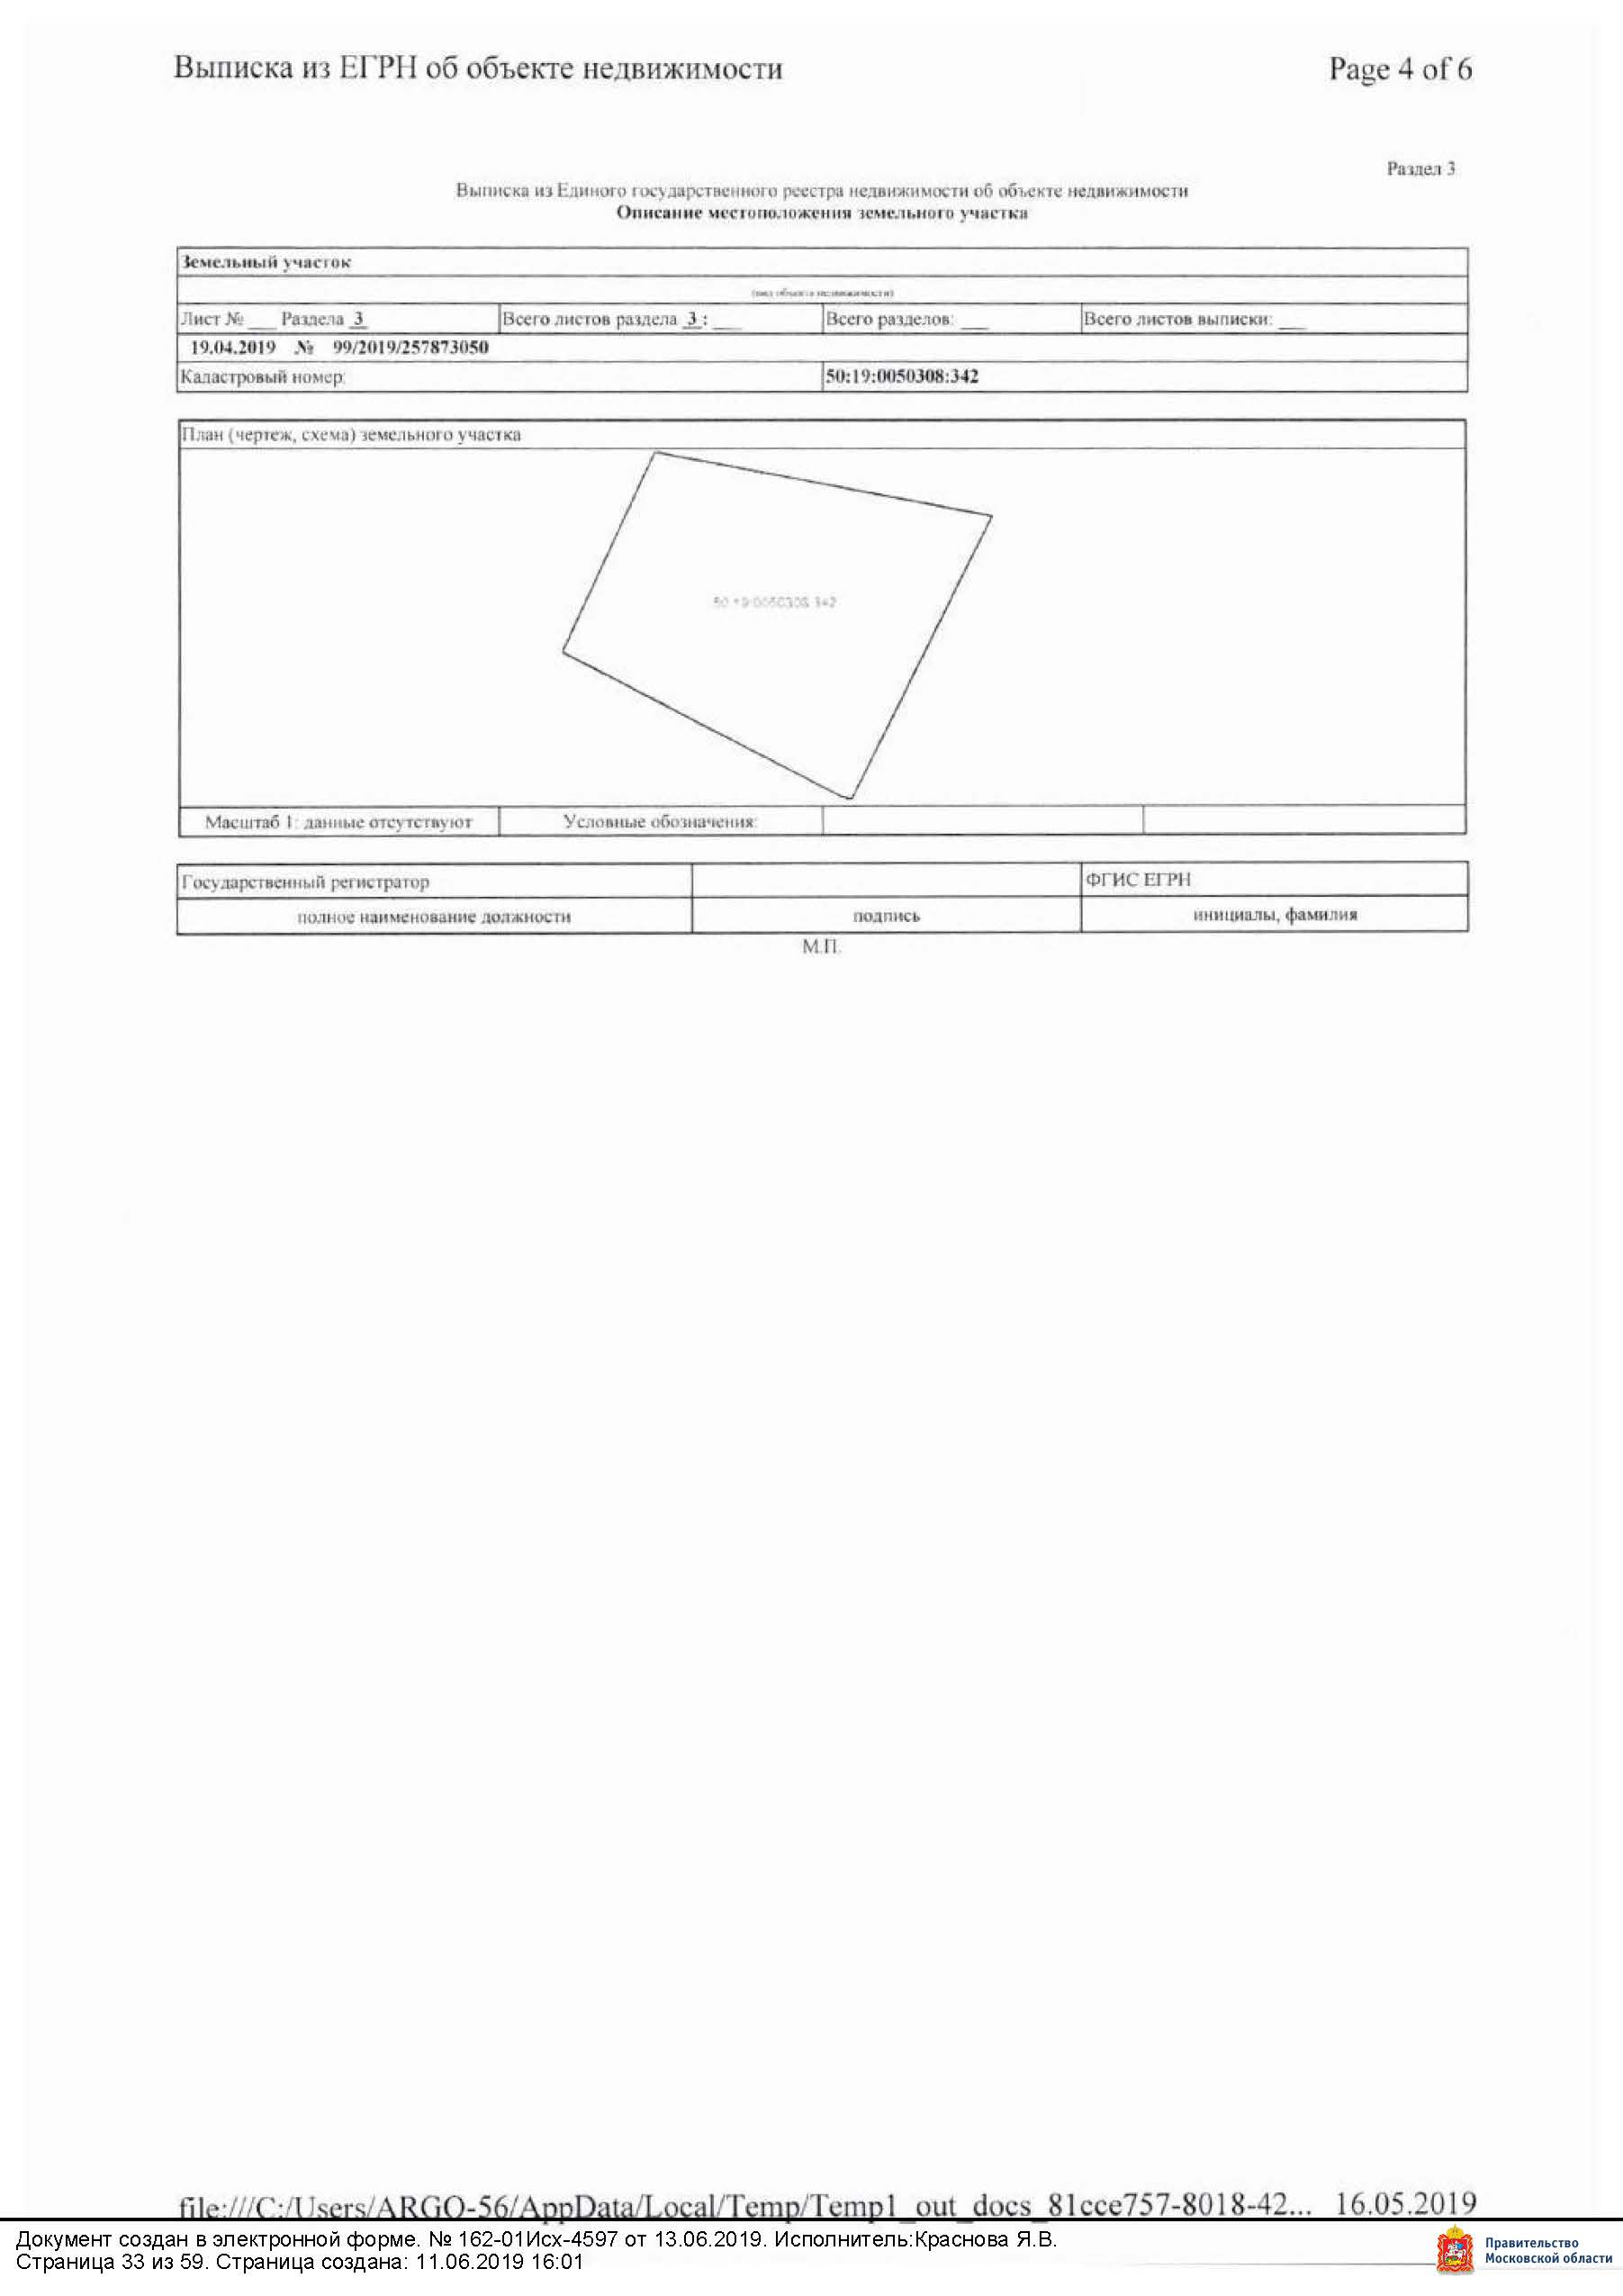 Выписка из ЕГРН об объекте недвижимости Page 4 of 6
Раздел 3
Выписка из Единого государственного реестра недвижимости об объекте недвижимости
Описание местоположения земельного участка
Земельный участок
(вид объекта недвижимости)
Лист № ___ Раздела 3 Всего листов раздела 3 : ___ Всего разделов: ___ Всего листов выписки: ___
19.04.2019 № 99/2019/257873050
Кадастровый номер: 50:19:0050308:342
План (чертеж, схема) земельного участка
50:19:0050308:342
Масштаб 1: данные отсутствуют Условные обозначения:
Государственный регистратор ФГИС ЕГРН
полное наименование должности подпись инициалы, фамилия
М.П.
file:///C:/Users/ARGO-56/AppData/Local/Temp/Temp1_out_docs_81cce757-8018-42... 16.05.2019
Документ создан в электронной форме. № 162-01Исх-4597 от 13.06.2019. Исполнитель:Краснова Я.В.
Страница 33 из 59. Страница создана: 11.06.2019 16:01
Правительство
Московской области